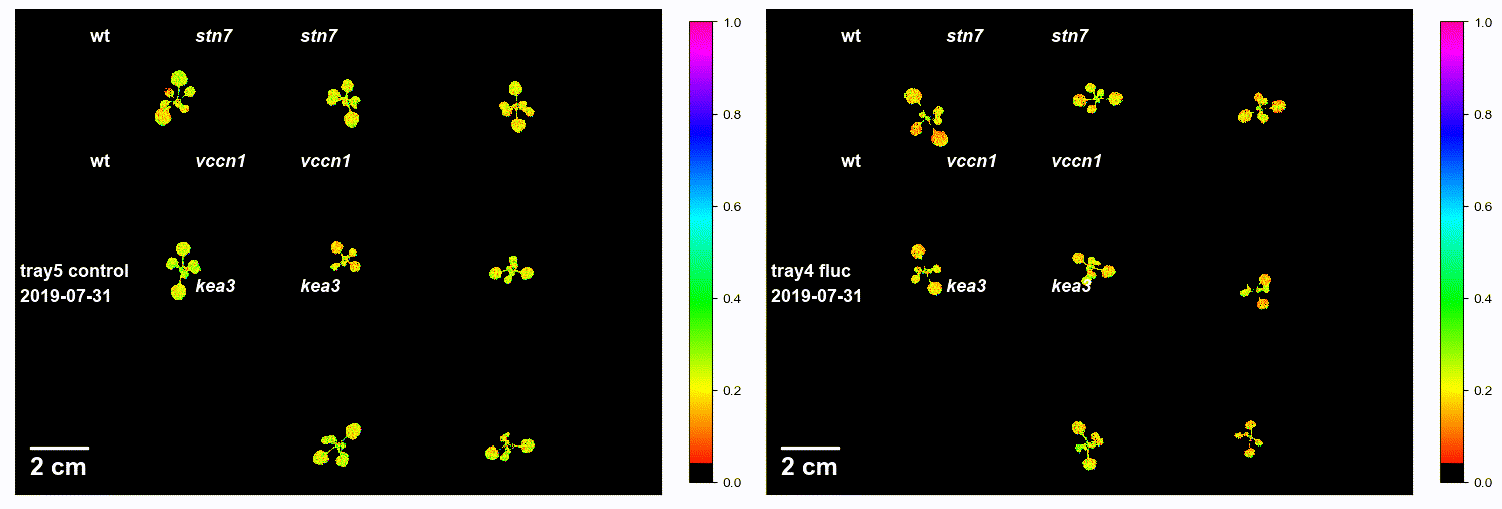 wt stn7 stn7
wt vccn1 vccn1
kea3 kea3
tray5 control
2019-07-31
2 cm
1.0
0.8
0.6
0.4
0.2
0.0
wt stn7 stn7
wt vccn1 vccn1
kea3 kea3
tray4 fluc
2019-07-31
2 cm
1.0
0.8
0.6
0.4
0.2
0.0